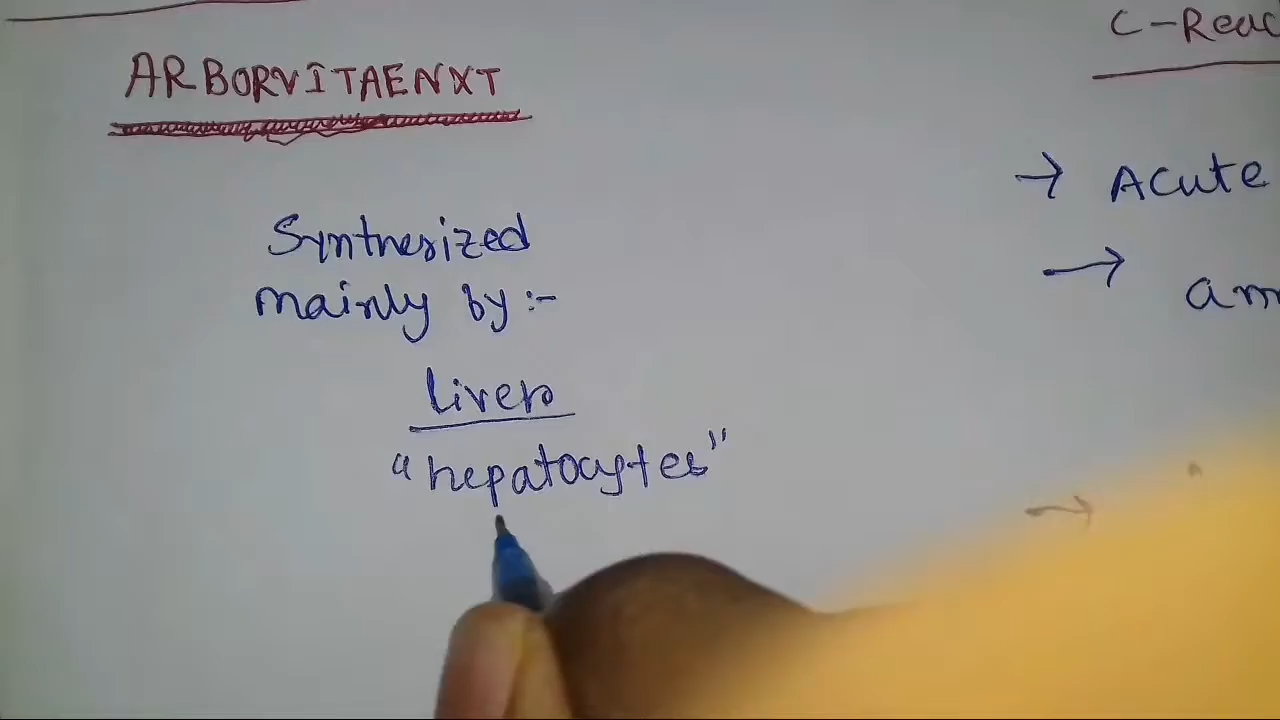 ARBORVITAENXT
Synthesized
mainly by :-
Liver
"hepatocytes"
C-Reac
→ Acute
→ am
→